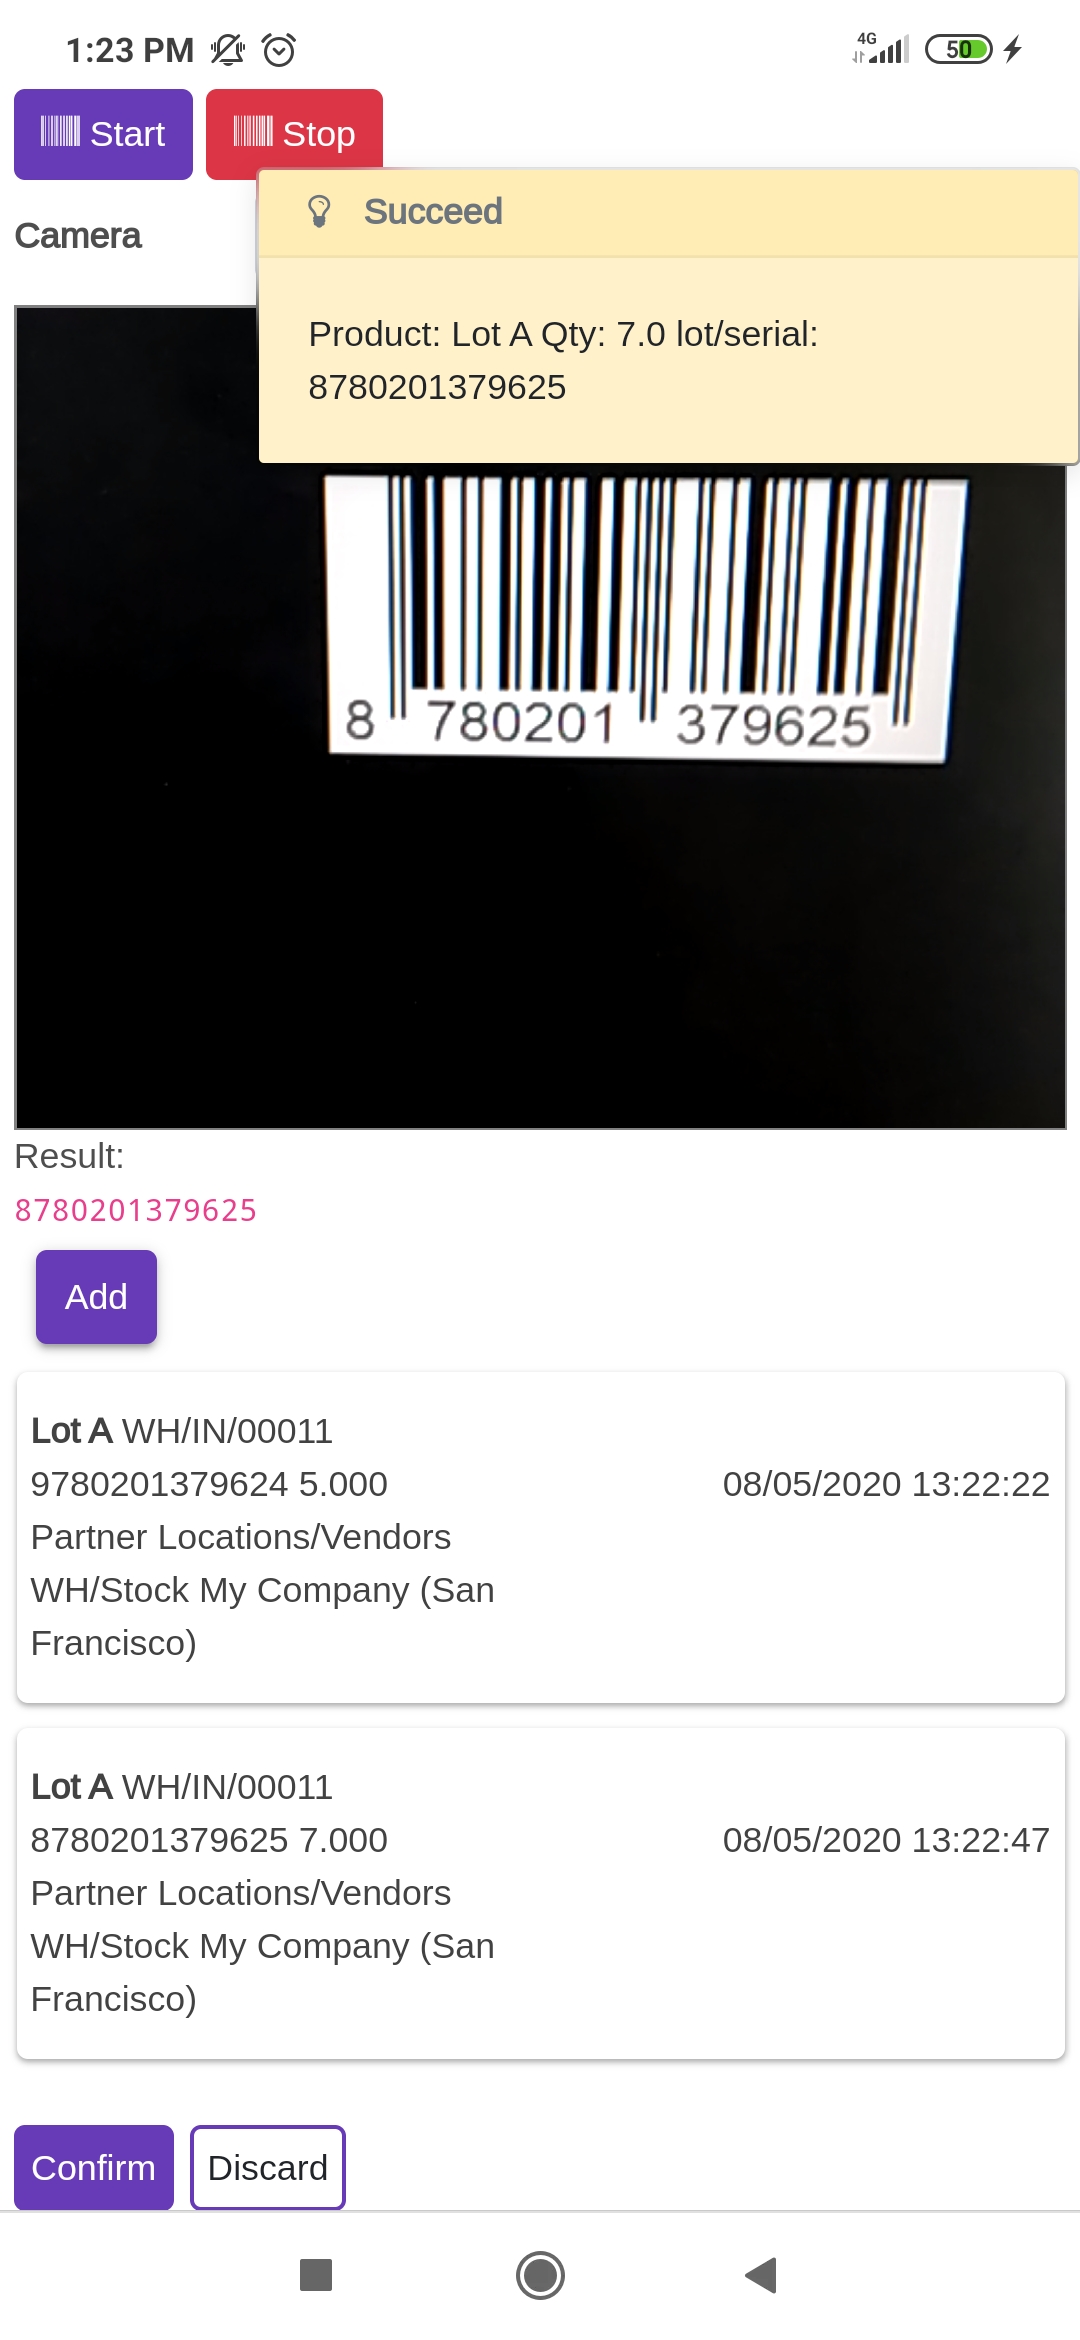 1:23 PM
4G
50
Start
Stop
Succeed
Camera
Product: Lot A Qty: 7.0 lot/serial:
8780201379625
8 780201 379625
Result:
8780201379625
Add
Lot A WH/IN/00011
9780201379624 5.000
08/05/2020 13:22:22
Partner Locations/Vendors
WH/Stock My Company (San
Francisco)
Lot A WH/IN/00011
8780201379625 7.000
08/05/2020 13:22:47
Partner Locations/Vendors
WH/Stock My Company (San
Francisco)
Confirm
Discard